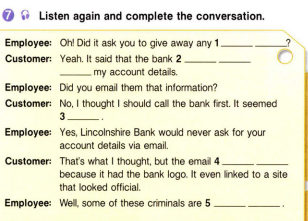 7 Listen again and complete the conversation.
Employee: Oh! Did it ask you to give away any 1 ______ ______?
Customer: Yeah. It said that the bank 2 ______ ______
______ my account details.
Employee: Did you email them that information?
Customer: No, I thought I should call the bank first. It seemed
3 ______ .
Employee: Yes, Lincolnshire Bank would never ask for your
account details via email.
Customer: That's what I thought, but the email 4 ______ ______
because it had the bank logo. It even linked to a site
that looked official.
Employee: Well, some of these criminals are 5 ______ ______ .